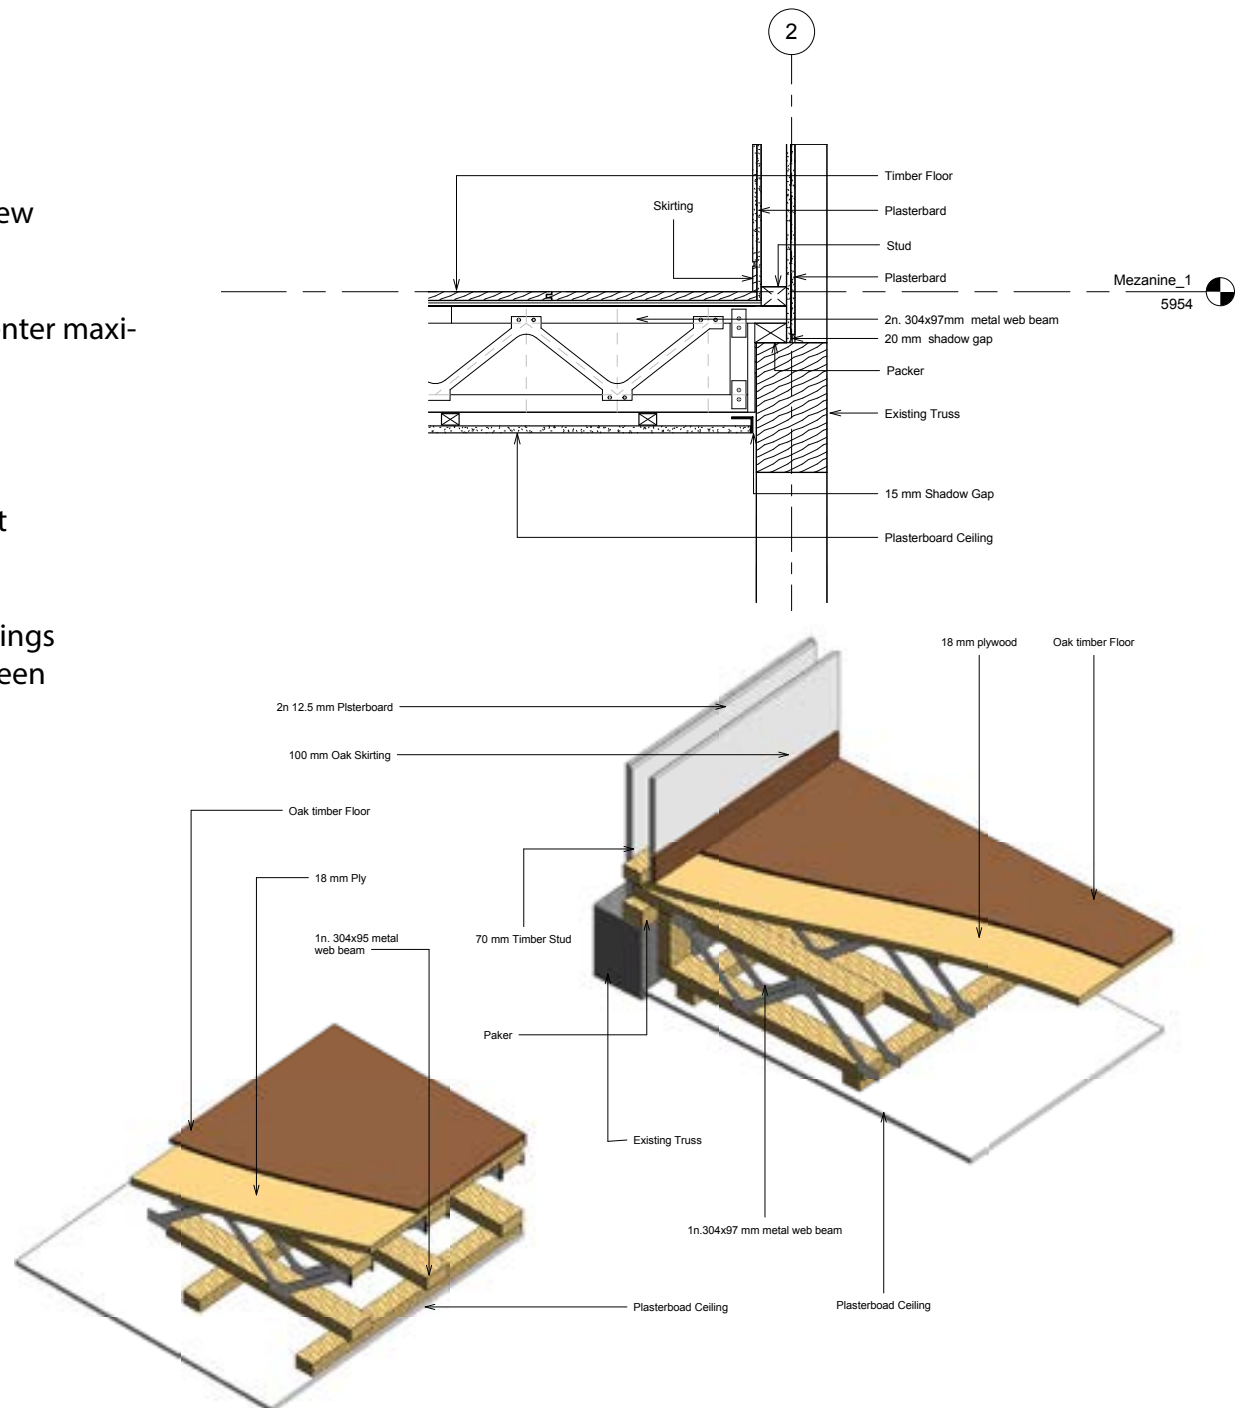 2
ew
Timber Floor
Skirting
Plasterbard
Stud
Plasterbard
Mezanine_1
5954
enter maxi-
2n. 304x97mm metal web beam
20 mm shadow gap
Packer
Existing Truss
15 mm Shadow Gap
t
Plasterboard Ceiling
ings
een
18 mm plywood
Oak timber Floor
2n 12.5 mm Plsterboard
100 mm Oak Skirting
Oak timber Floor
18 mm Ply
1n. 304x95 metal
web beam
70 mm Timber Stud
Paker
Existing Truss
1n.304x97 mm metal web beam
Plasterboad Ceiling
Plasterboad Ceiling